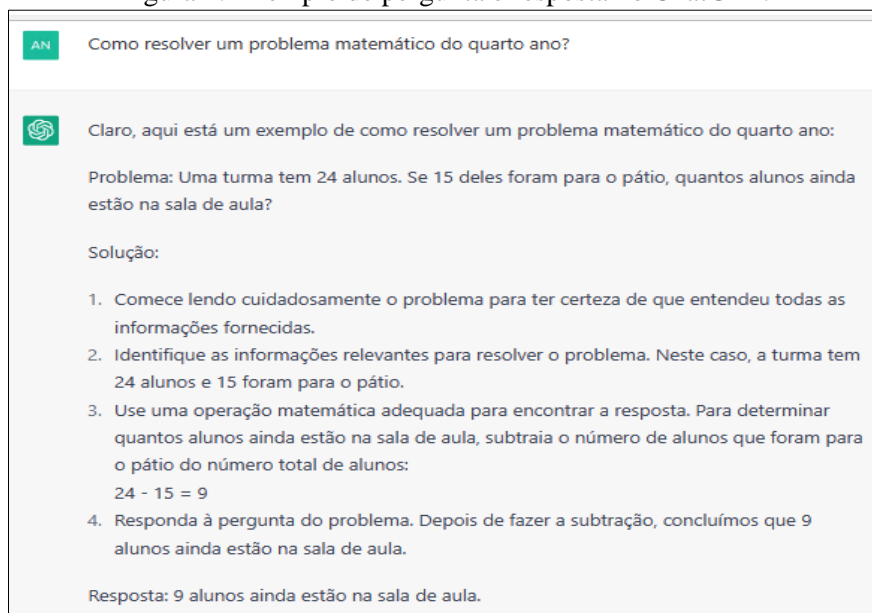 AN
Como resolver um problema matemático do quarto ano?
Claro, aqui está um exemplo de como resolver um problema matemático do quarto ano:
Problema: Uma turma tem 24 alunos. Se 15 deles foram para o pátio, quantos alunos ainda
estão na sala de aula?
Solução:
1. Comece lendo cuidadosamente o problema para ter certeza de que entendeu todas as
informações fornecidas.
2. Identifique as informações relevantes para resolver o problema. Neste caso, a turma tem
24 alunos e 15 foram para o pátio.
3. Use uma operação matemática adequada para encontrar a resposta. Para determinar
quantos alunos ainda estão na sala de aula, subtraia o número de alunos que foram para
o pátio do número total de alunos:
24 - 15 = 9
4. Responda à pergunta do problema. Depois de fazer a subtração, concluímos que 9
alunos ainda estão na sala de aula.
Resposta: 9 alunos ainda estão na sala de aula.